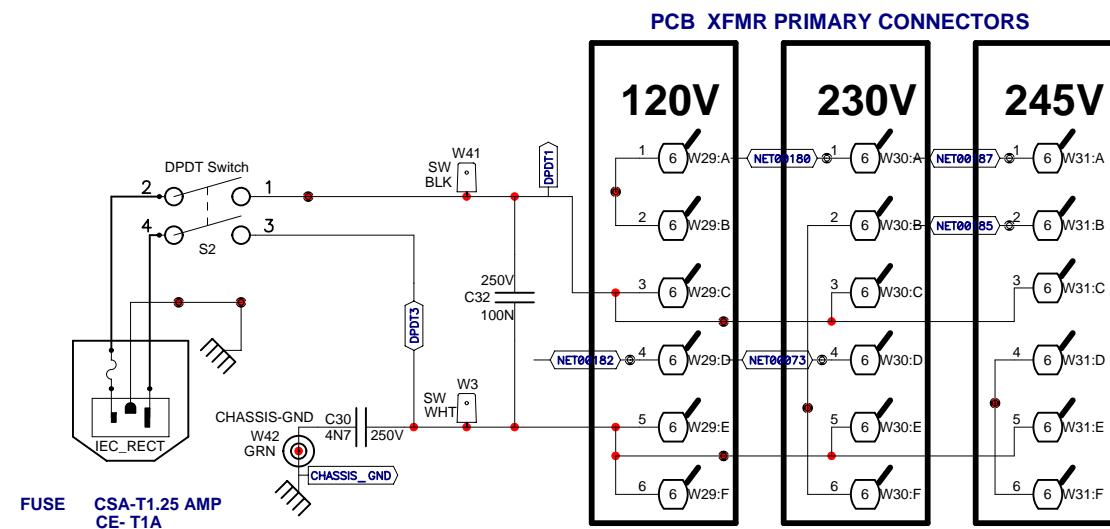 PCB XFMR PRIMARY CONNECTORS
120V
230V
245V
DPDT Switch
2
1
4
3
S2
W41
SW
BLK
DPDT1
250V
C32
100N
DPDT3
W3
SW
WHT
CHASSIS-GND
C30
4N7
250V
W42
GRN
CHASSIS_GND
IEC_RECT
FUSE CSA-T1.25 AMP
CE- T1A
1 6 W29:A
2 6 W29:B
3 6 W29:C
NET00182
4 6 W29:D
5 6 W29:E
6 6 W29:F
NET00180
1 6 W30:A
2 6 W30:B
3 6 W30:C
NET00073
4 6 W30:D
5 6 W30:E
6 6 W30:F
NET00187
1 6 W31:A
NET00185
2 6 W31:B
3 6 W31:C
4 6 W31:D
5 6 W31:E
6 6 W31:F